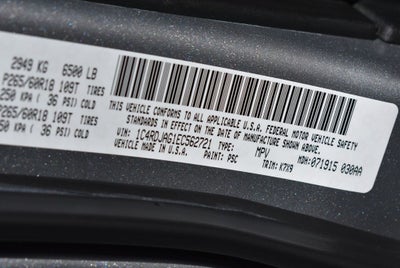 2949 KG 6500 LB
P265/60R18 109T TIRES
250 KPA ( 36 PSI) COLD
P265/60R18 109T TIRES
250 KPA ( 36 PSI) COLD
THIS VEHICLE CONFORMS TO ALL APPLICABLE U.S.A. FEDERAL MOTOR VEHICLE
SAFETY STANDARDS IN EFFECT ON THE DATE OF MANUFACTURE SHOWN ABOVE.
VEHICLE MADE IN U.S.A.
VIN: 1C4RDJAG1EC562721 MPV
PAINT: PSC TRIM: K7X9
MDH: 071915 030AA